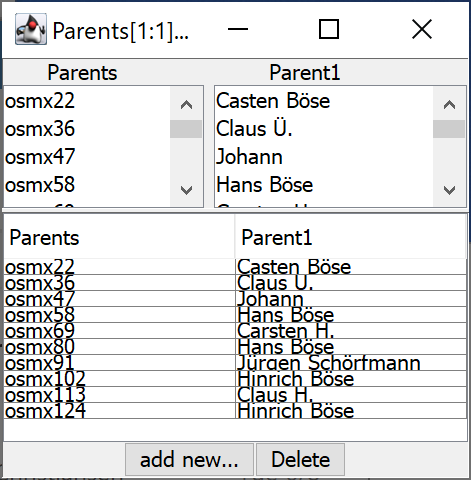 Parents[1:1]...
Parents Parent1
osmx22 Casten Böse
osmx36 Claus Ü.
osmx47 Johann
osmx58 Hans Böse
Parents Parent1
osmx22 Casten Böse
osmx36 Claus Ü.
osmx47 Johann
osmx58 Hans Böse
osmx69 Carsten H.
osmx80 Hans Böse
osmx91 Jürgen Schörfmann
osmx102 Hinrich Böse
osmx113 Claus H.
osmx124 Hinrich Böse
add new... Delete